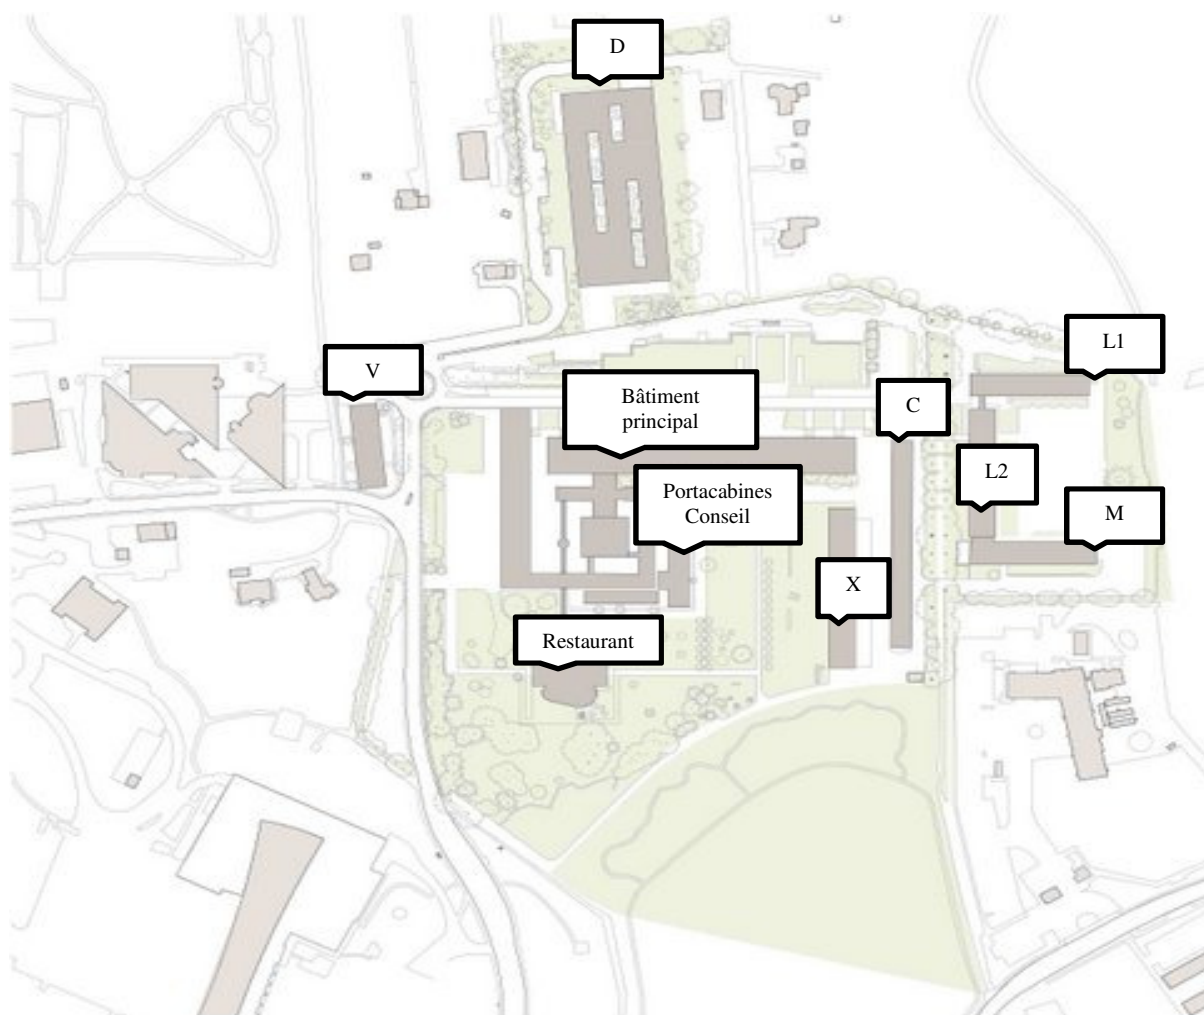 D
L1
V
Bâtiment
principal
C
L2
Portacabines
Conseil
M
X
Restaurant